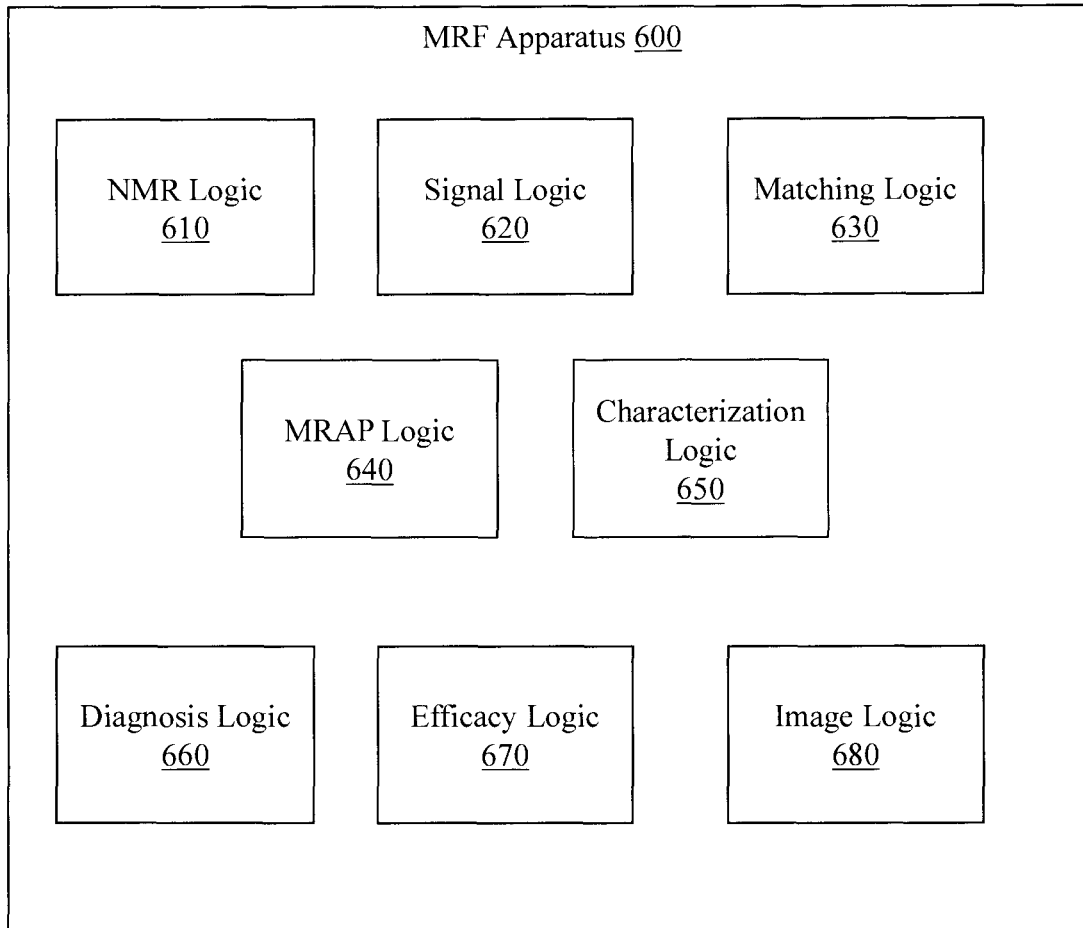 MRF Apparatus 600
NMR Logic
610
Signal Logic
620
Matching Logic
630
MRAP Logic
640
Characterization
Logic
650
Diagnosis Logic
660
Efficacy Logic
670
Image Logic
680